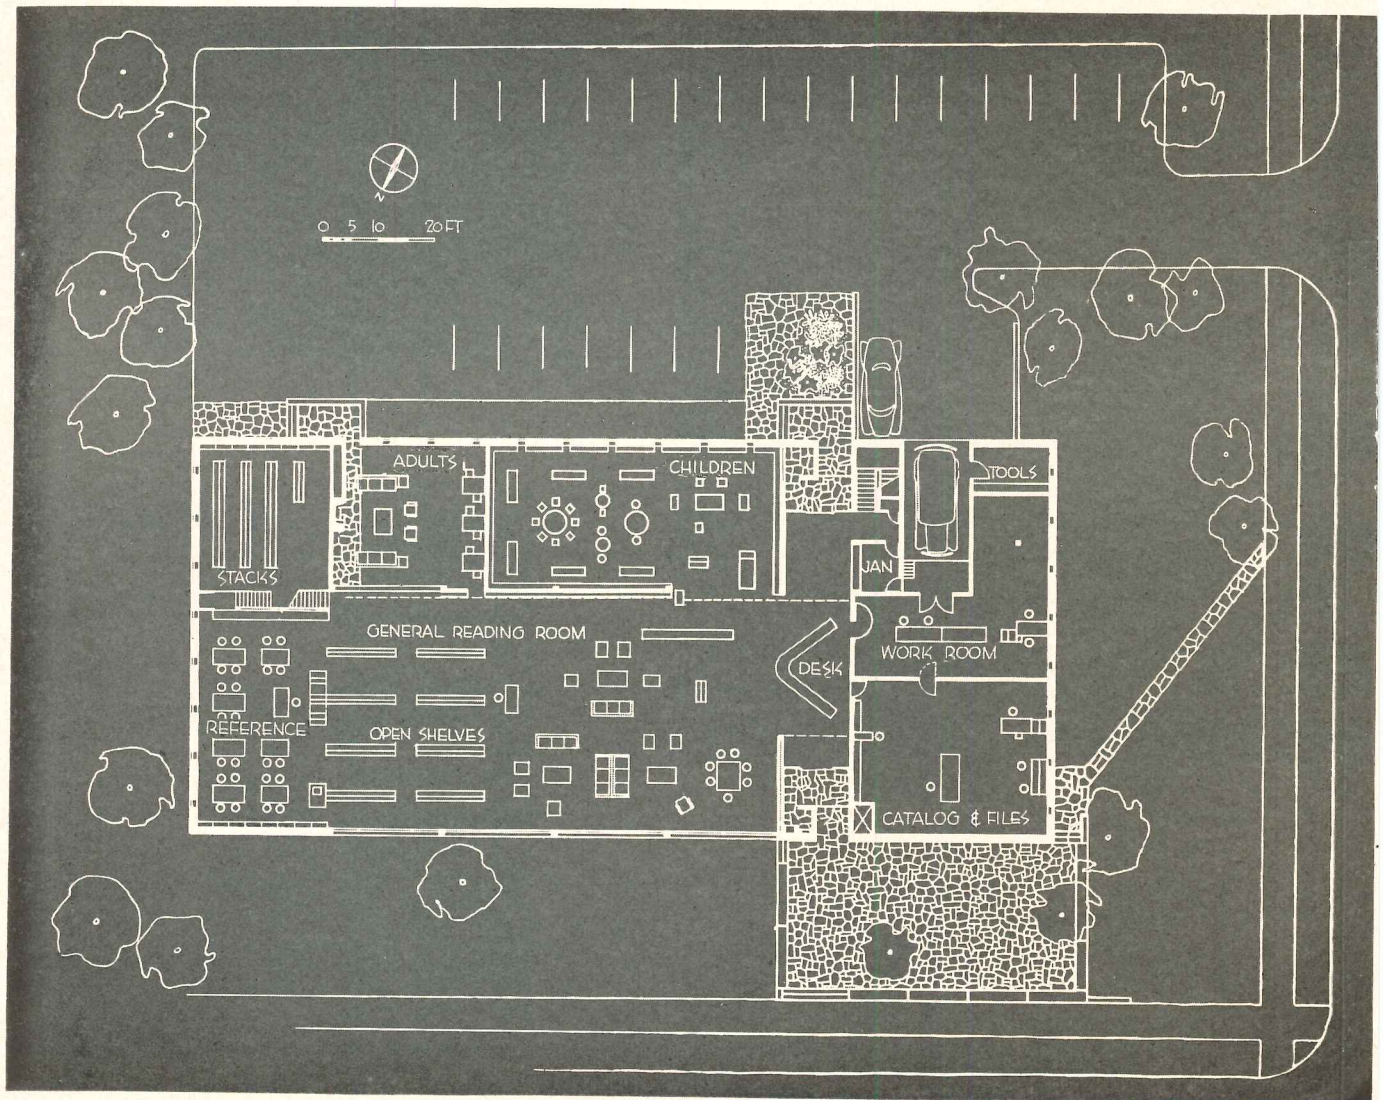 N
0 5 10 20 FT
ADULTS
CHILDREN
TOOLS
STACKS
JAN
GENERAL READING ROOM
WORK ROOM
DESK
REFERENCE
OPEN SHELVES
CATALOG & FILES